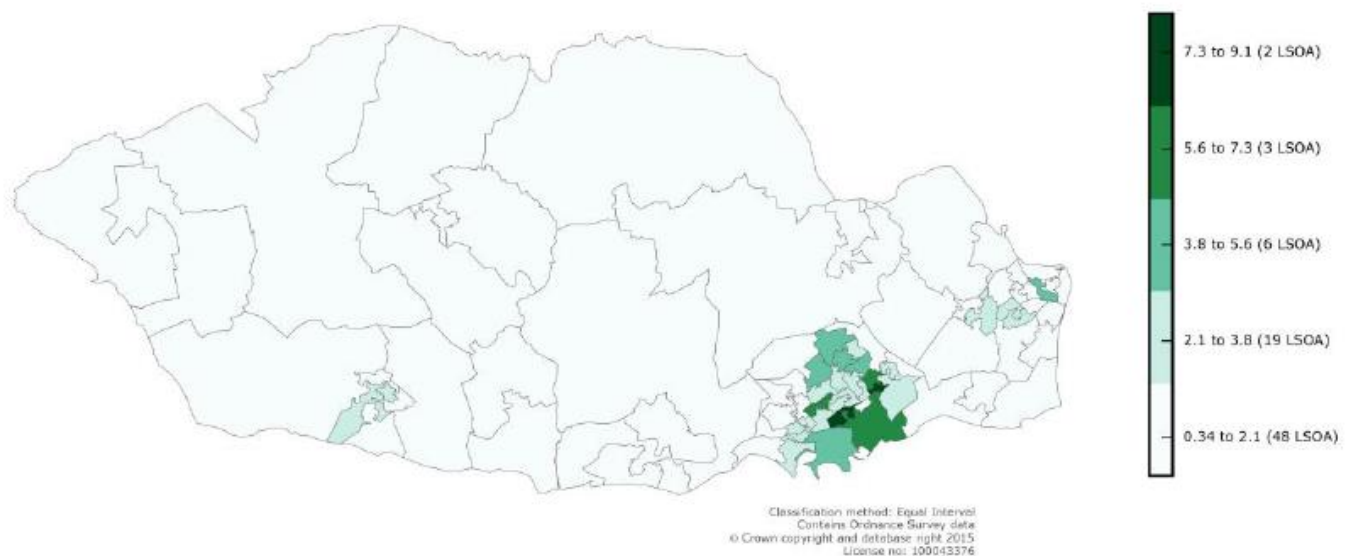 7.3 to 9.1 (2 LSOA)
5.6 to 7.3 (3 LSOA)
3.8 to 5.6 (6 LSOA)
2.1 to 3.8 (19 LSOA)
0.34 to 2.1 (48 LSOA)
Classification method: Equal Interval
Contains Ordnance Survey data
© Crown copyright and database right 2015
License no: 100043376